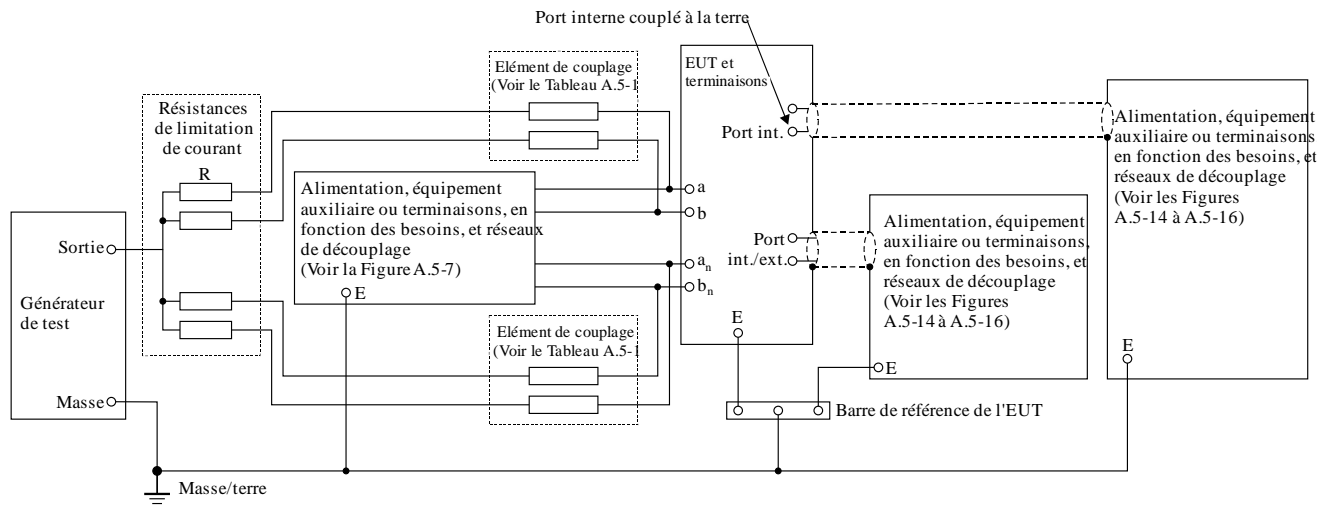 Port interne couplé à la terre
Elément de couplage
(Voir le Tableau A.5-1
EUT et
terminaisons
Résistances
de limitation
de courant
R
Port int.
Alimentation, équipement
auxiliaire ou terminaisons
en fonction des besoins, et
réseaux de découplage
(Voir les Figures
A.5-14 à A.5-16)
Alimentation, équipement
auxiliaire ou terminaisons, en
fonction des besoins, et réseaux
de découplage
(Voir la Figure A.5-7)
E
a
b
an
bn
Port
int./ext.
Alimentation, équipement
auxiliaire ou terminaisons,
en fonction des besoins, et
réseaux de découplage
(Voir les Figures
A.5-14 à A.5-16)
Sortie
Générateur
de test
Masse
Elément de couplage
(Voir le Tableau A.5-1
E
E
E
Barre de référence de l'EUT
Masse/terre